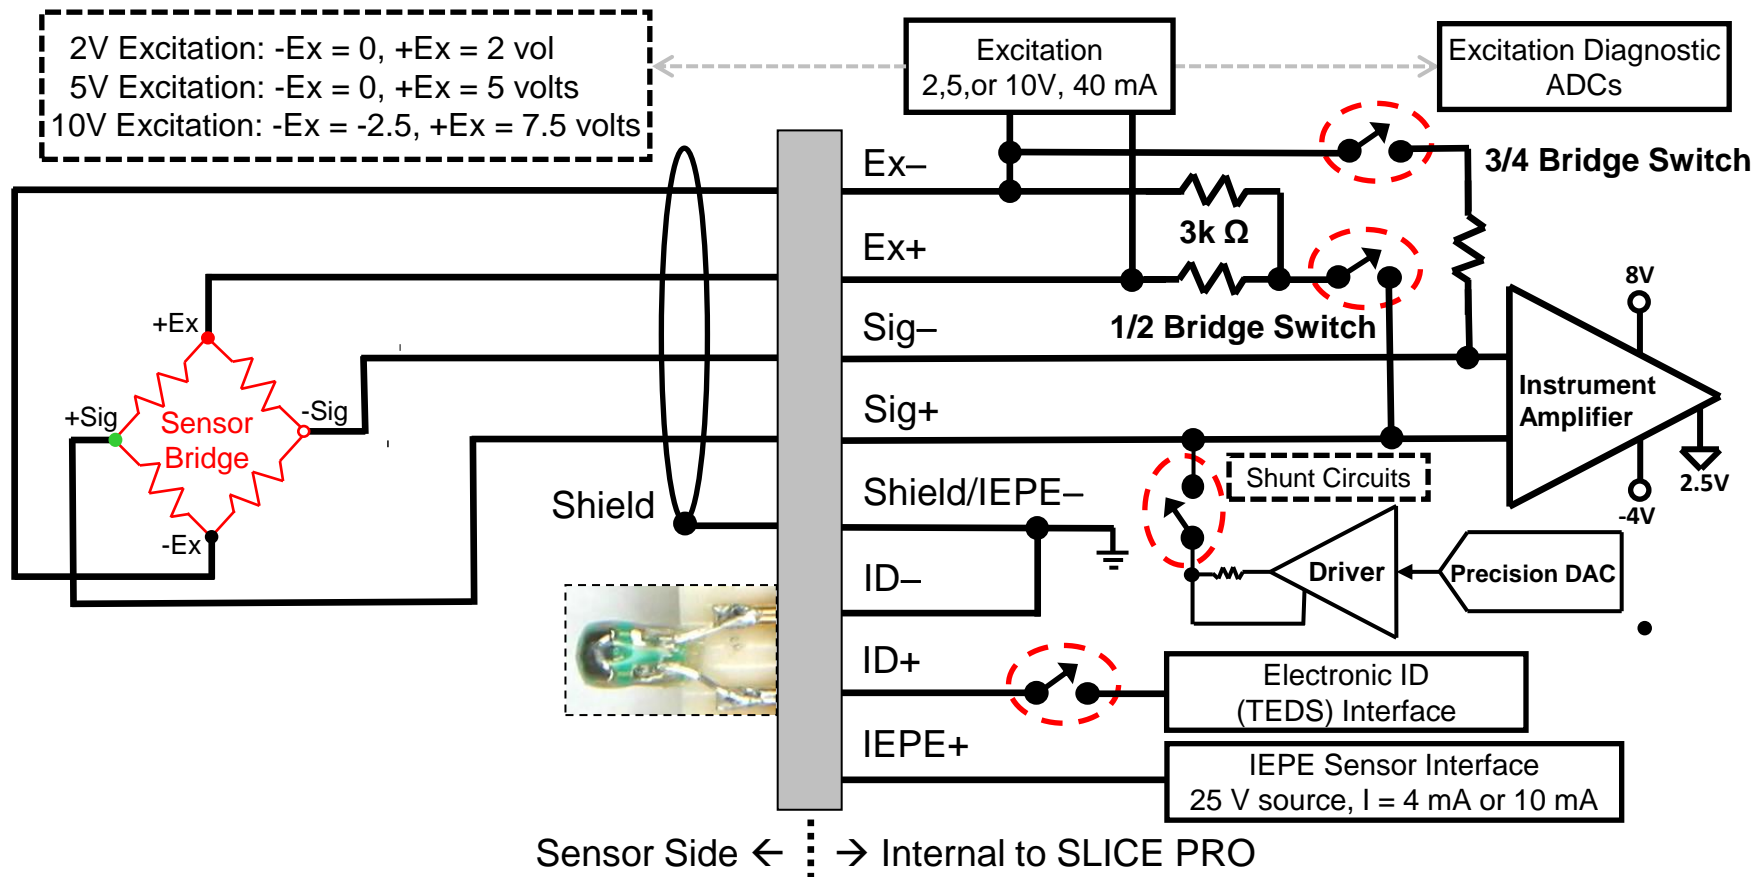 2V Excitation: -Ex = 0, +Ex = 2 vol
5V Excitation: -Ex = 0, +Ex = 5 volts
10V Excitation: -Ex = -2.5, +Ex = 7.5 volts
Excitation
2,5,or 10V, 40 mA
Excitation Diagnostic
ADCs
3/4 Bridge Switch
Ex–
3k Ω
Ex+
1/2 Bridge Switch
Sig–
8V
+Ex
+Sig
-Sig
Sensor
Bridge
-Ex
Sig+
Instrument
Amplifier
2.5V
-4V
Shunt Circuits
Shield
Shield/IEPE–
ID–
Driver
Precision DAC
ID+
Electronic ID
(TEDS) Interface
IEPE+
IEPE Sensor Interface
25 V source, I = 4 mA or 10 mA
Sensor Side ← → Internal to SLICE PRO